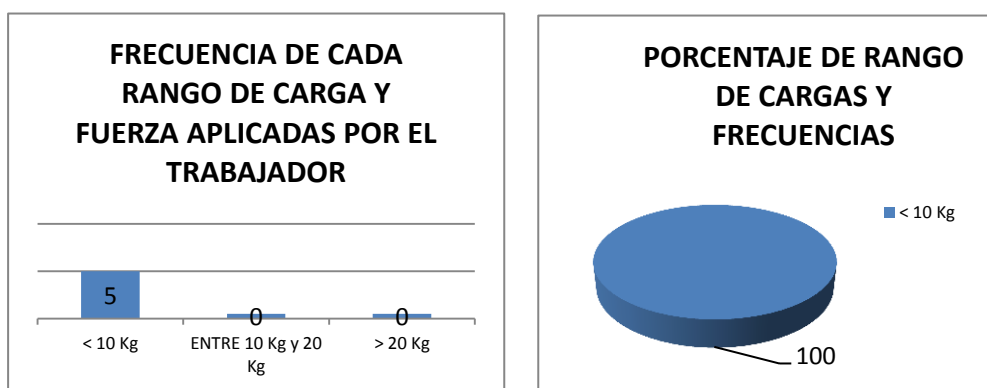 FRECUENCIA DE CADA
RANGO DE CARGA Y
FUERZA APLICADAS POR EL
TRABAJADOR
5
0
0
< 10 Kg
ENTRE 10 Kg y 20
Kg
> 20 Kg
PORCENTAJE DE RANGO
DE CARGAS Y
FRECUENCIAS
< 10 Kg
100